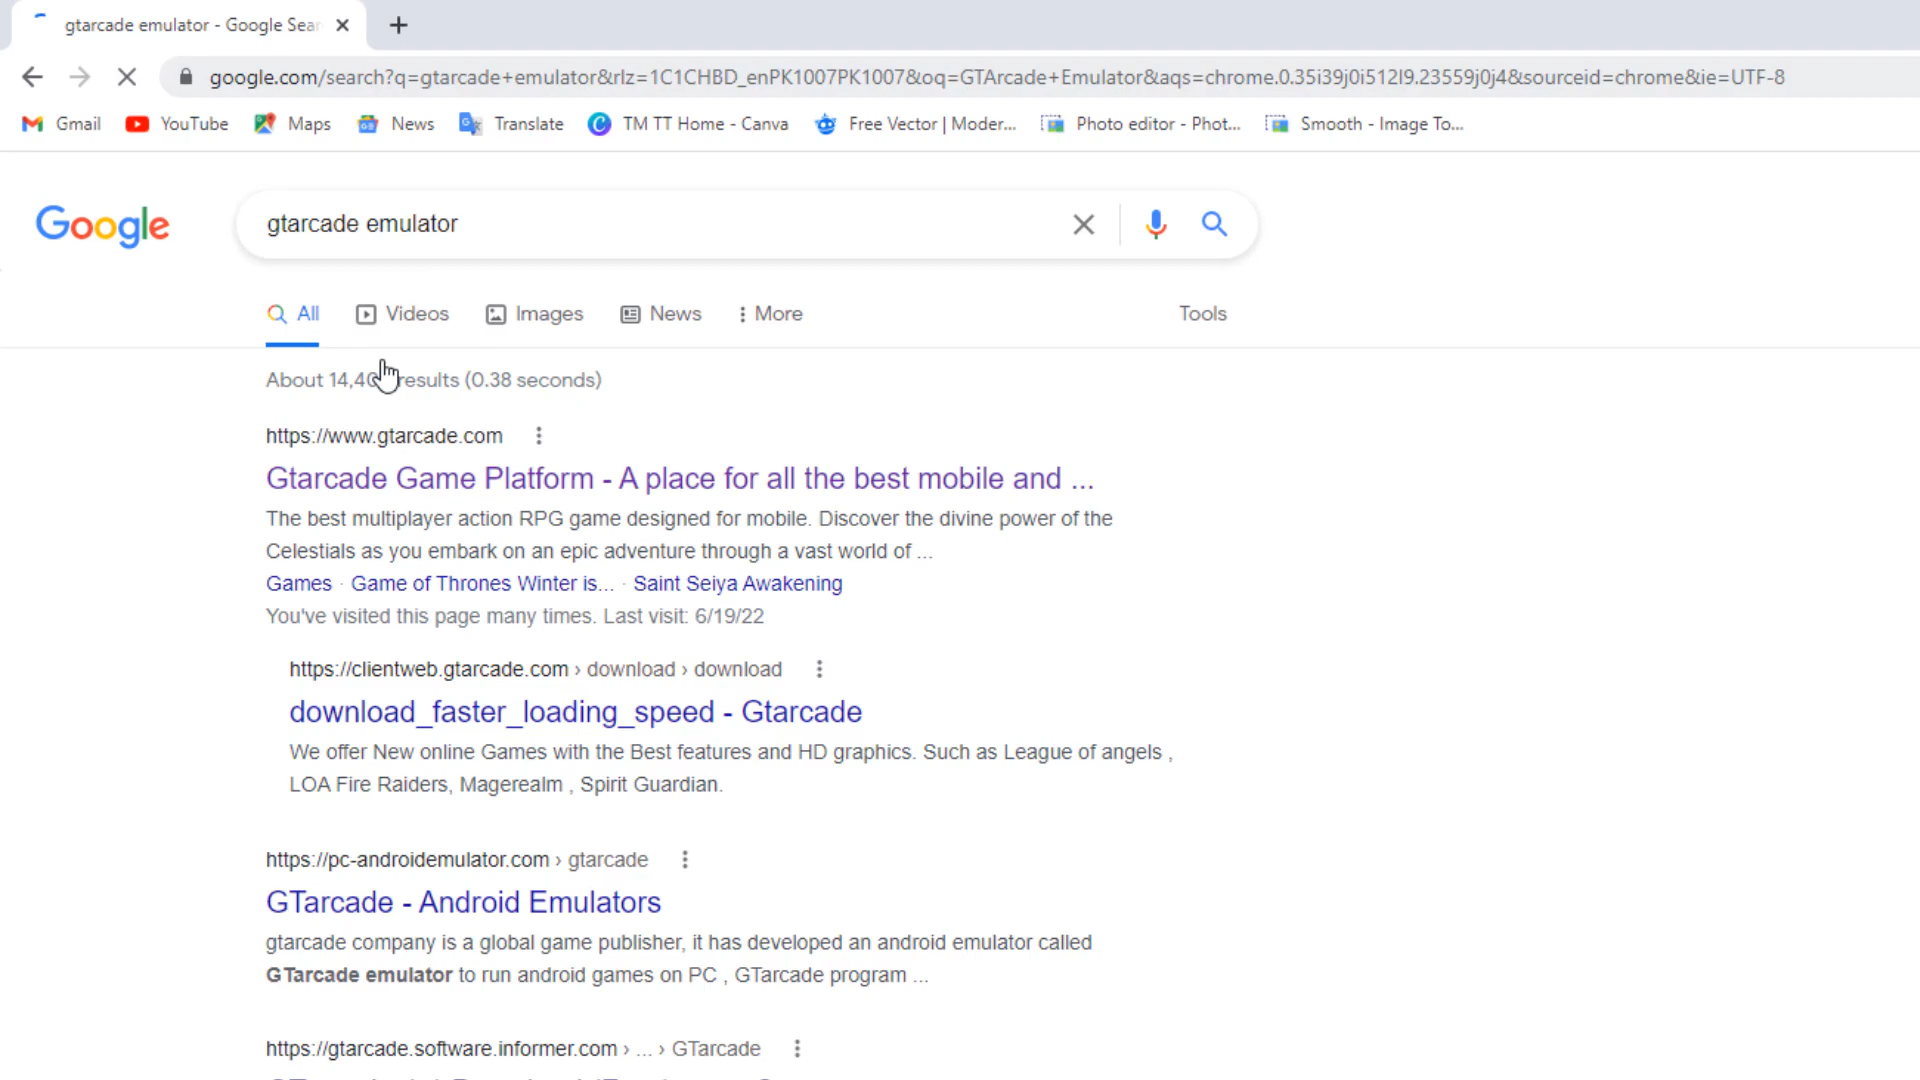 gtarcade emulator - Google Sear
google.com/search?q=gtarcade+emulator&rlz=1C1CHBD_enPK1007PK1007&oq=GTArcade+Emulator&aqs=chrome.0.35i39j0i512l9.23559j0j4&sourceid=chrome&ie=UTF-8
Gmail YouTube Maps News Translate TM TT Home - Canva Free Vector | Moder... Photo editor - Phot... Smooth - Image To...
Google gtarcade emulator
All Videos Images News More Tools
About 14,40 results (0.38 seconds)
https://www.gtarcade.com
Gtarcade Game Platform - A place for all the best mobile and ...
The best multiplayer action RPG game designed for mobile. Discover the divine power of the
Celestials as you embark on an epic adventure through a vast world of ...
Games · Game of Thrones Winter is... · Saint Seiya Awakening
You've visited this page many times. Last visit: 6/19/22
https://clientweb.gtarcade.com › download › download
download_faster_loading_speed - Gtarcade
We offer New online Games with the Best features and HD graphics. Such as League of angels ,
LOA Fire Raiders, Magerealm , Spirit Guardian.
https://pc-androidemulator.com › gtarcade
GTarcade - Android Emulators
gtarcade company is a global game publisher, it has developed an android emulator called
GTarcade emulator to run android games on PC , GTarcade program ...
https://gtarcade.software.informer.com › ... › GTarcade